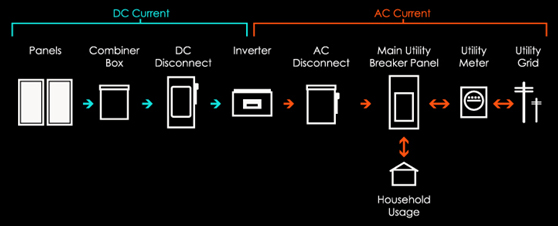 DC Current
AC Current
Panels
Combiner
Box
DC
Disconnect
Inverter
AC
Disconnect
Main Utility
Breaker Panel
Utility
Meter
Utility
Grid
Household
Usage